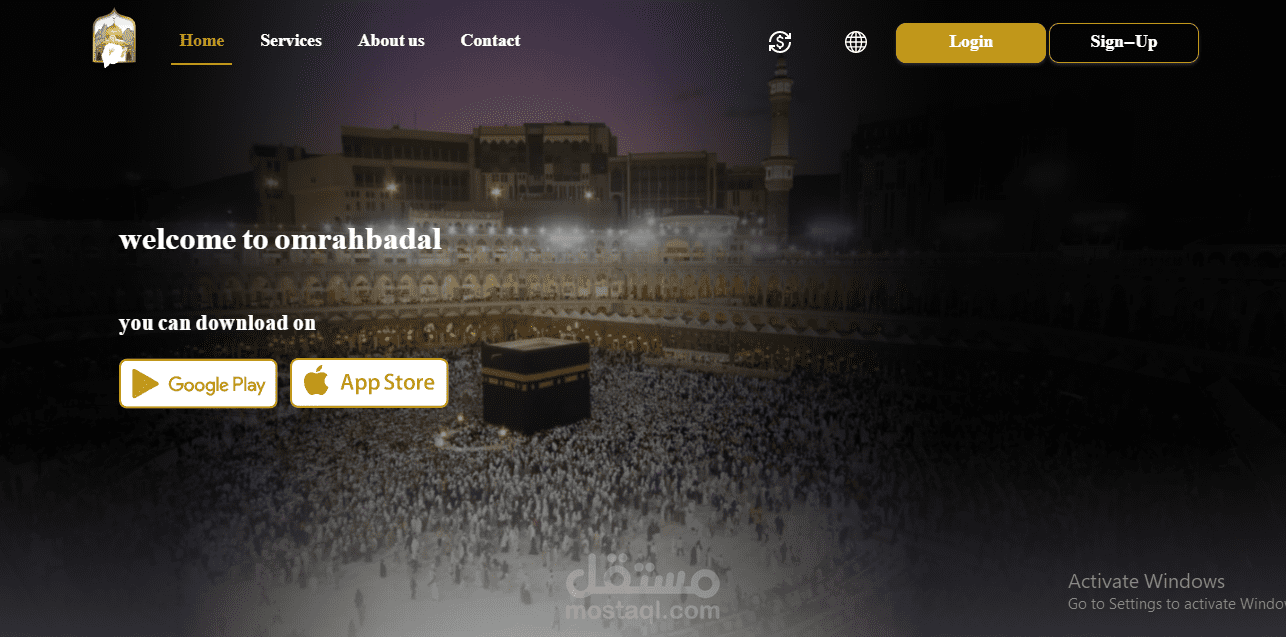 Home Services About us Contact Login Sign-Up
welcome to omrahbadal
you can download on
Google Play App Store
مستقل
mostaql.com
Activate Windows
Go to Settings to activate Windo